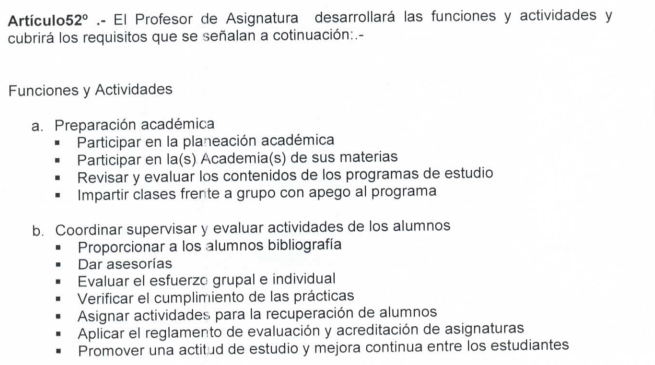 Artículo52º .- El Profesor de Asignatura desarrollará las funciones y actividades y
cubrirá los requisitos que se señalan a cotinuación:.-
Funciones y Actividades
a. Preparación académica
▪ Participar en la planeación académica
▪ Participar en la(s) Academia(s) de sus materias
▪ Revisar y evaluar los contenidos de los programas de estudio
▪ Impartir clases frente a grupo con apego al programa
b. Coordinar supervisar y evaluar actividades de los alumnos
▪ Proporcionar a los alumnos bibliografía
▪ Dar asesorías
▪ Evaluar el esfuerzo grupal e individual
▪ Verificar el cumplimiento de las prácticas
▪ Asignar actividades para la recuperación de alumnos
▪ Aplicar el reglamento de evaluación y acreditación de asignaturas
▪ Promover una actitud de estudio y mejora continua entre los estudiantes